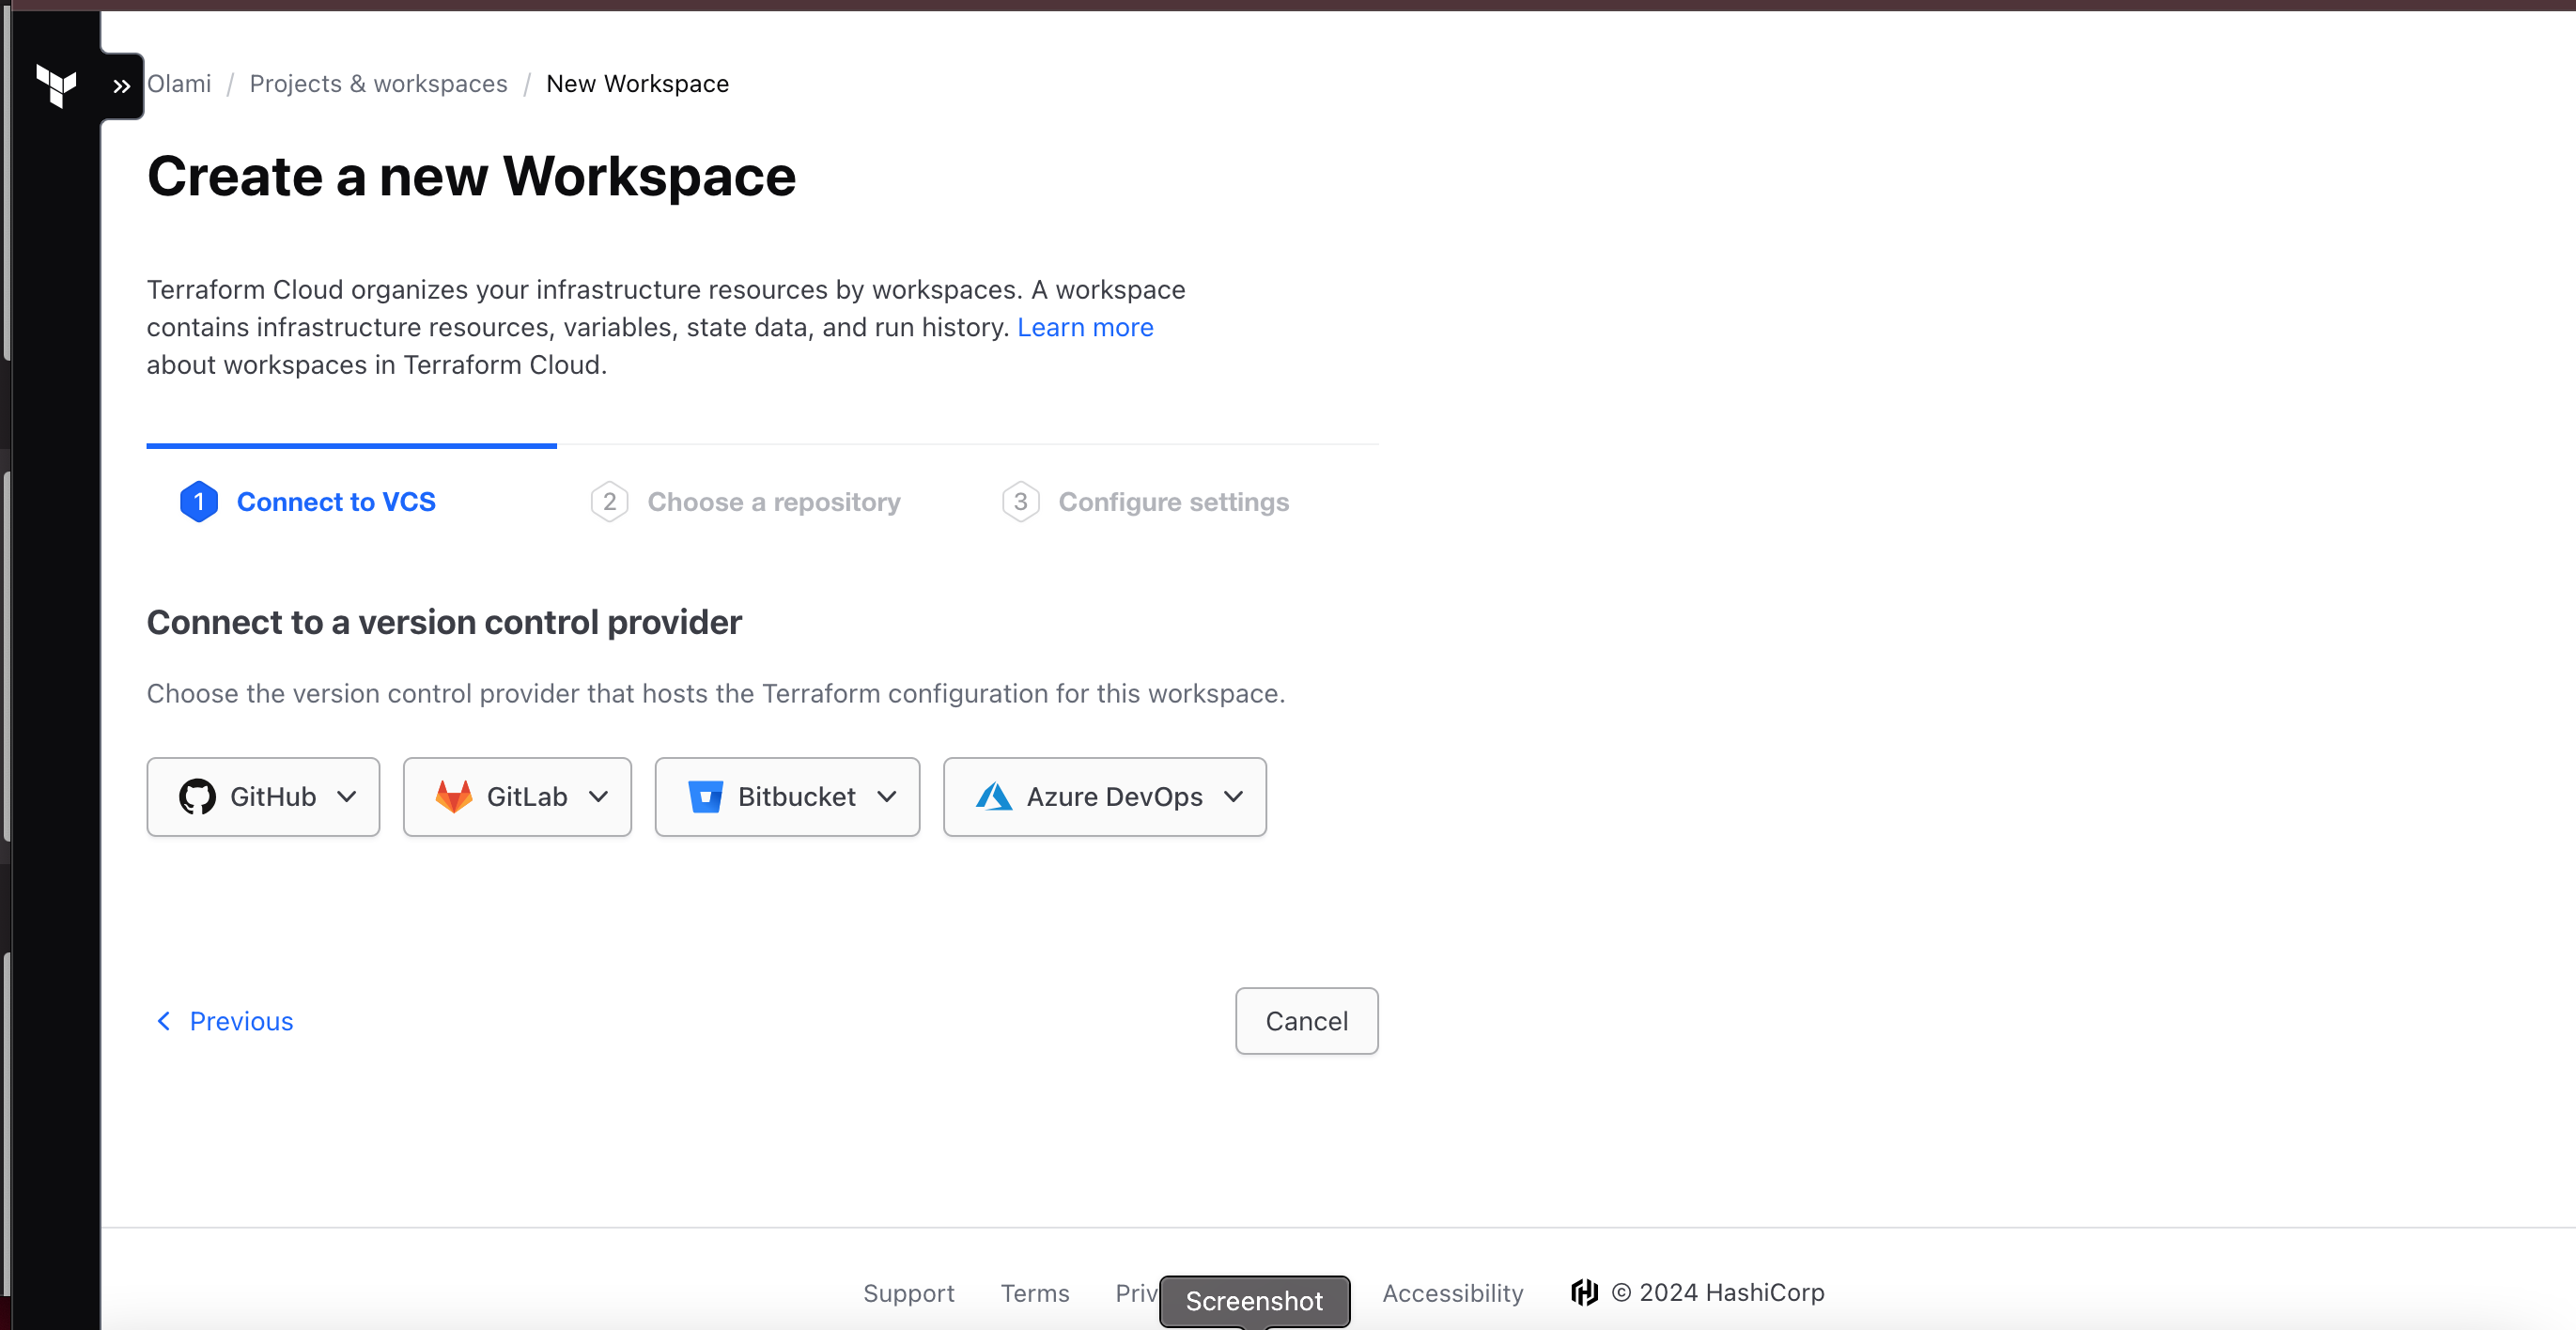 Olami / Projects & workspaces / New Workspace
Create a new Workspace
Terraform Cloud organizes your infrastructure resources by workspaces. A workspace
contains infrastructure resources, variables, state data, and run history. Learn more
about workspaces in Terraform Cloud.
1 Connect to VCS 2 Choose a repository 3 Configure settings
Connect to a version control provider
Choose the version control provider that hosts the Terraform configuration for this workspace.
GitHub GitLab Bitbucket Azure DevOps
Previous Cancel
Support Terms Priv Screenshot Accessibility © 2024 HashiCorp